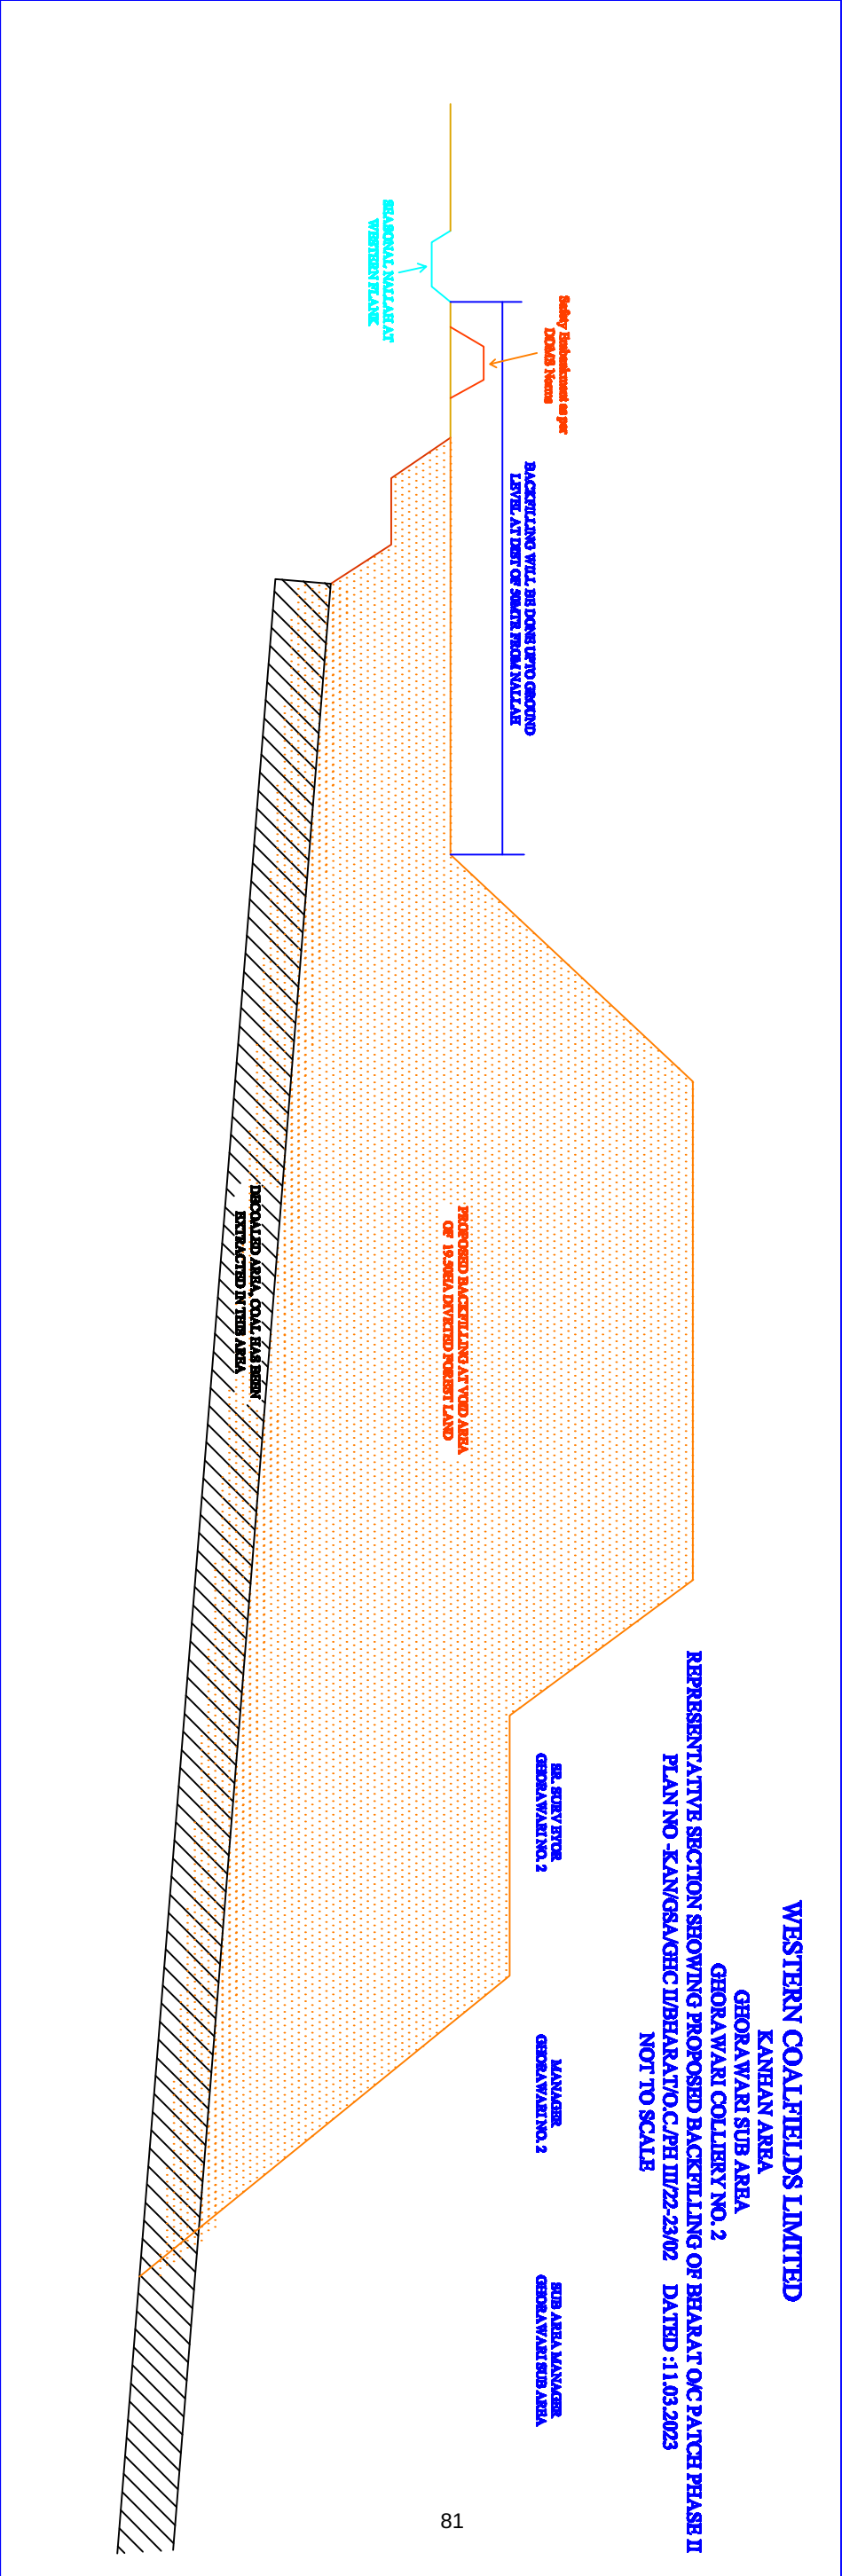 WESTERN COALFIELDS LIMITED
KANHAN AREA
GHORAWARI SUB AREA
GHORAWARI COLLIERY NO. 2
REPRESENTATIVE SECTION SHOWING PROPOSED BACKFILLING OF BHARAT O/C PATCH PHASE II
PLAN NO -KAN/GSA/GHC II/BHARAT/O.C./PH III/22-23/02 DATED :11.03.2023
NOT TO SCALE
Safety Embankment as per
DGMS Norms
SEASONAL NALLAH AT
WESTERN FLANK
BACKFILLING WILL BE DONE UPTO GROUND
LEVEL AT DIST OF 50MTR FROM NALLAH
PROPOSED BACKFILLING AT VOID AREA
OF 19.50HA DIVRTED FOREST LAND
DECOALED AREA, COAL HAS BEEN
EXTRACTED IN THIS AREA
SR. SURVEYOR
GHORAWARI NO. 2
MANAGER
GHORAWARI NO. 2
SUB AREA MANAGER
GHORAWARI SUB AREA
81